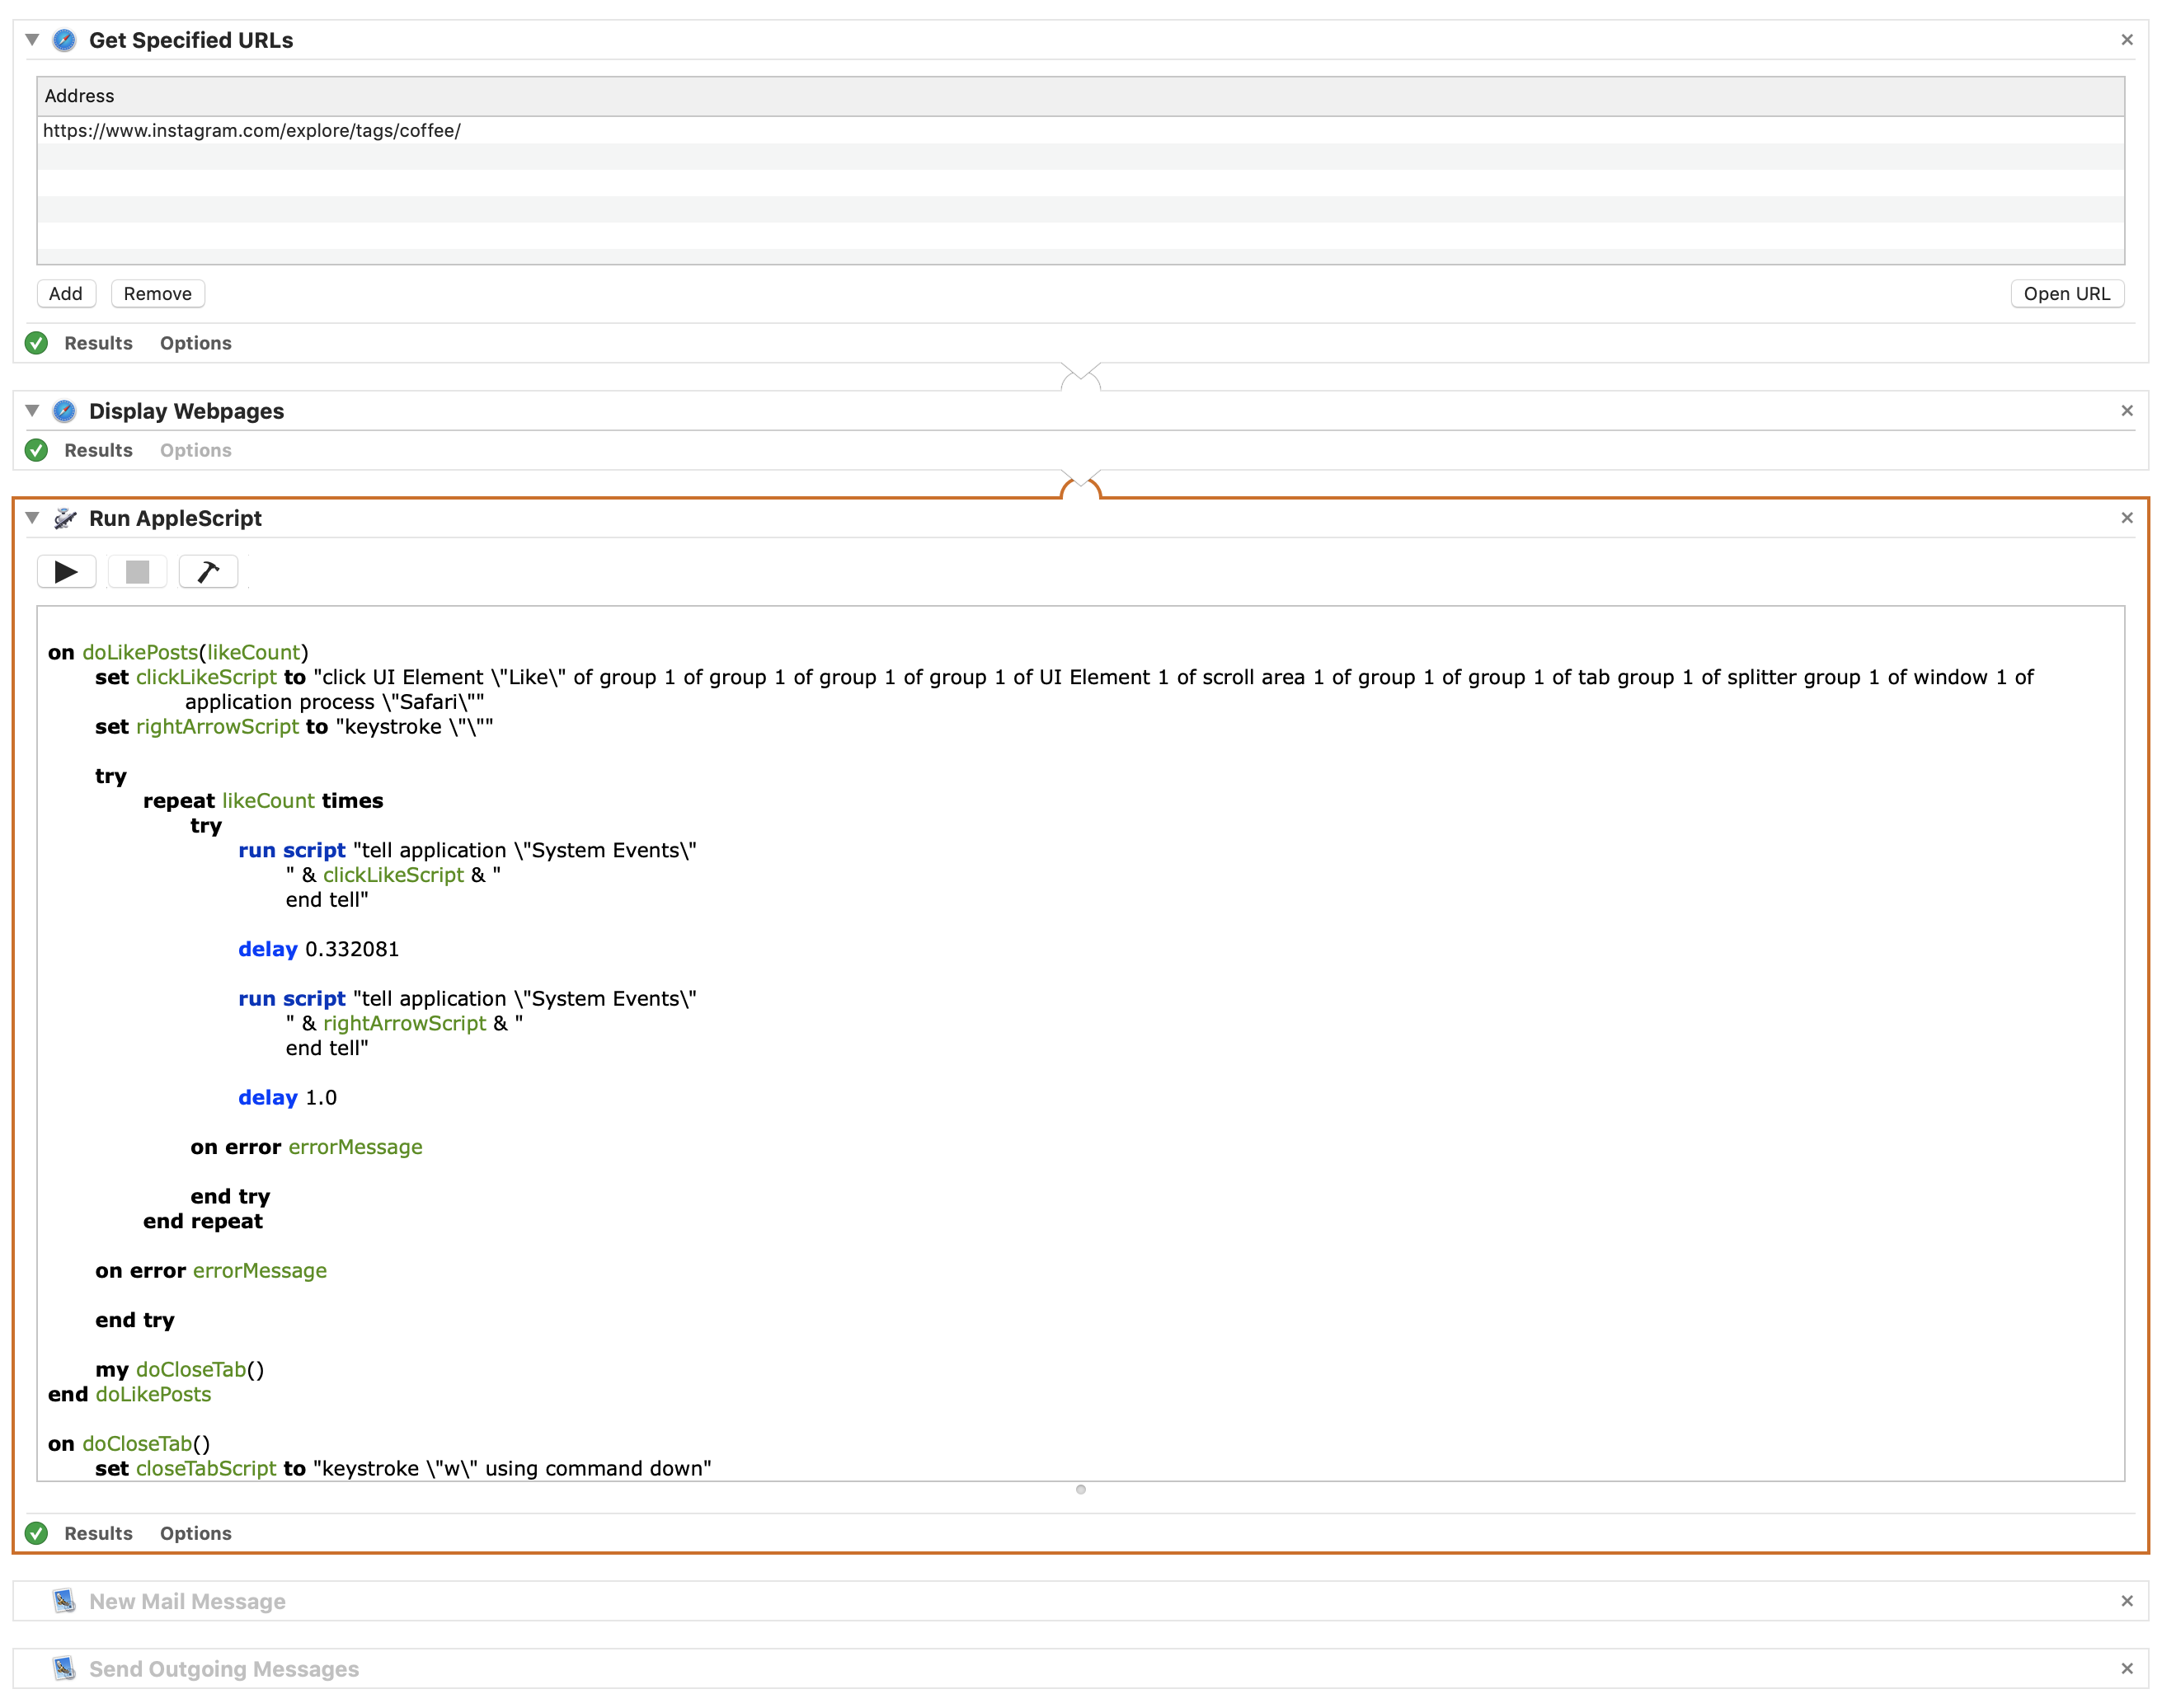 Get Specified URLs
Address
https://www.instagram.com/explore/tags/coffee/
Add Remove Open URL
Results Options
Display Webpages
Results Options
Run AppleScript
on doLikePosts(likeCount)
set clickLikeScript to "click UI Element \"Like\" of group 1 of group 1 of group 1 of group 1 of UI Element 1 of scroll area 1 of group 1 of group 1 of tab group 1 of splitter group 1 of window 1 of
application process \"Safari\""
set rightArrowScript to "keystroke \"\""
try
repeat likeCount times
try
run script "tell application \"System Events\"
" & clickLikeScript & "
end tell"
delay 0.332081
run script "tell application \"System Events\"
" & rightArrowScript & "
end tell"
delay 1.0
on error errorMessage
end try
end repeat
on error errorMessage
end try
my doCloseTab()
end doLikePosts
on doCloseTab()
set closeTabScript to "keystroke \"w\" using command down"
Results Options
New Mail Message
Send Outgoing Messages